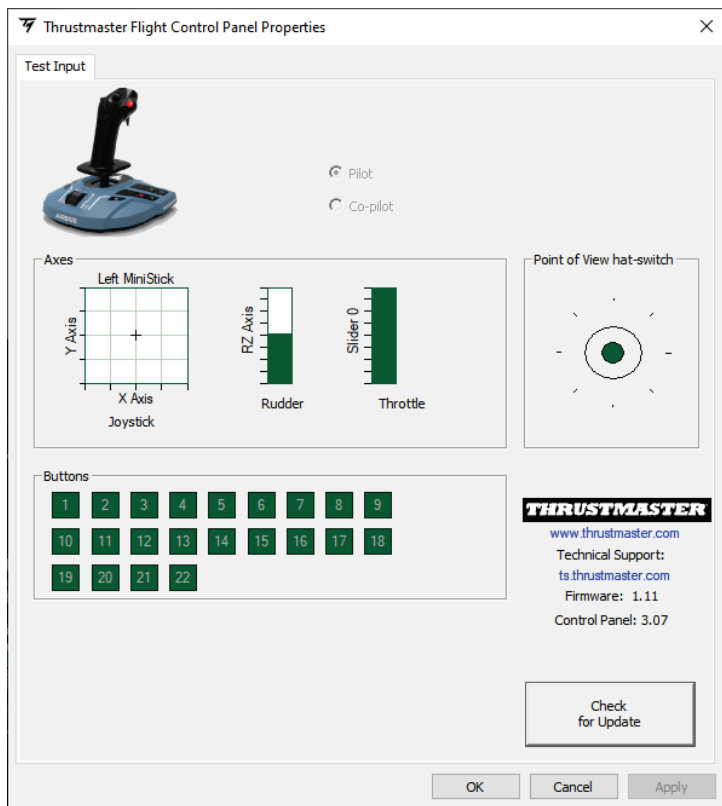 Thrustmaster Flight Control Panel Properties
Test Input
AIRBUS
Pilot
Co-pilot
Axes
Left MiniStick
Y Axis
X Axis
Joystick
RZ Axis
Rudder
Slider 0
Throttle
Point of View hat-switch
Buttons
1 2 3 4 5 6 7 8 9
10 11 12 13 14 15 16 17 18
19 20 21 22
THRUSTMASTER
www.thrustmaster.com
Technical Support:
ts.thrustmaster.com
Firmware: 1.11
Control Panel: 3.07
Check
for Update
OK Cancel Apply